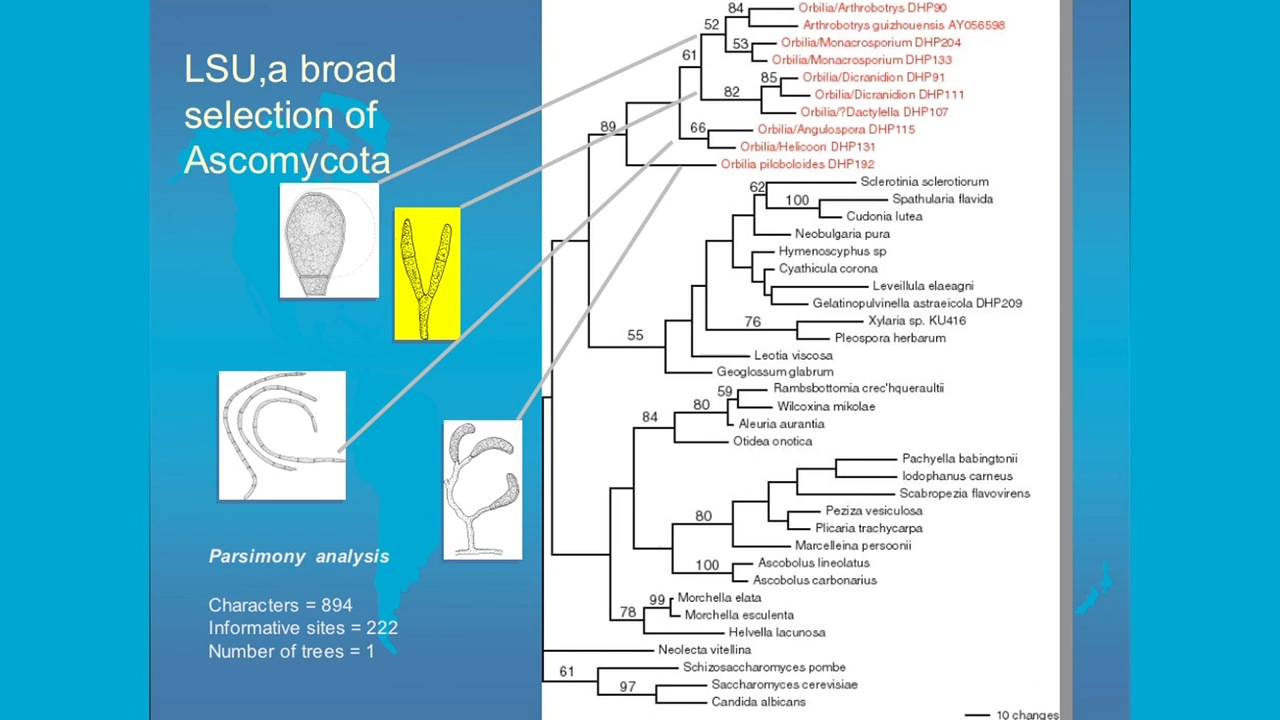 LSU,a broad
selection of
Ascomycota
Parsimony analysis
Characters = 894
Informative sites = 222
Number of trees = 1
84
Orbilia/Arthrobotrys DHP90
52
Arthrobotrys guizhouensis AY056598
53
Orbilia/Monacrosporium DHP204
61
Orbilia/Monacrosporium DHP133
85
Orbilia/Dicranidion DHP91
82
Orbilia/Dicranidion DHP111
Orbilia/?Dactylella DHP107
89
66
Orbilia/Angulospora DHP115
Orbilia/Helicoon DHP131
Orbilia piloboloides DHP192
62
Sclerotinia sclerotiorum
100
Spathularia flavida
Cudonia lutea
Neobulgaria pura
Hymenoscyphus sp
Cyathicula corona
Leveillula elaeagni
Gelatinopulvinella astraeicola DHP209
76
Xylaria sp. KU416
55
Pleospora herbarum
Leotia viscosa
Geoglossum glabrum
59
Rambsbottomia crec'hqueraultii
80
Wilcoxina mikolae
84
Aleuria aurantia
Otidea onotica
Pachyella babingtonii
Iodophanus carneus
Scabropezia flavovirens
80
Peziza vesiculosa
Plicaria trachycarpa
Marcelleina persoonii
100
Ascobolus lineolatus
Ascobolus carbonarius
99
Morchella elata
78
Morchella esculenta
Helvella lacunosa
Neolecta vitellina
61
Schizosaccharomyces pombe
97
Saccharomyces cerevisiae
Candida albicans
10 changes